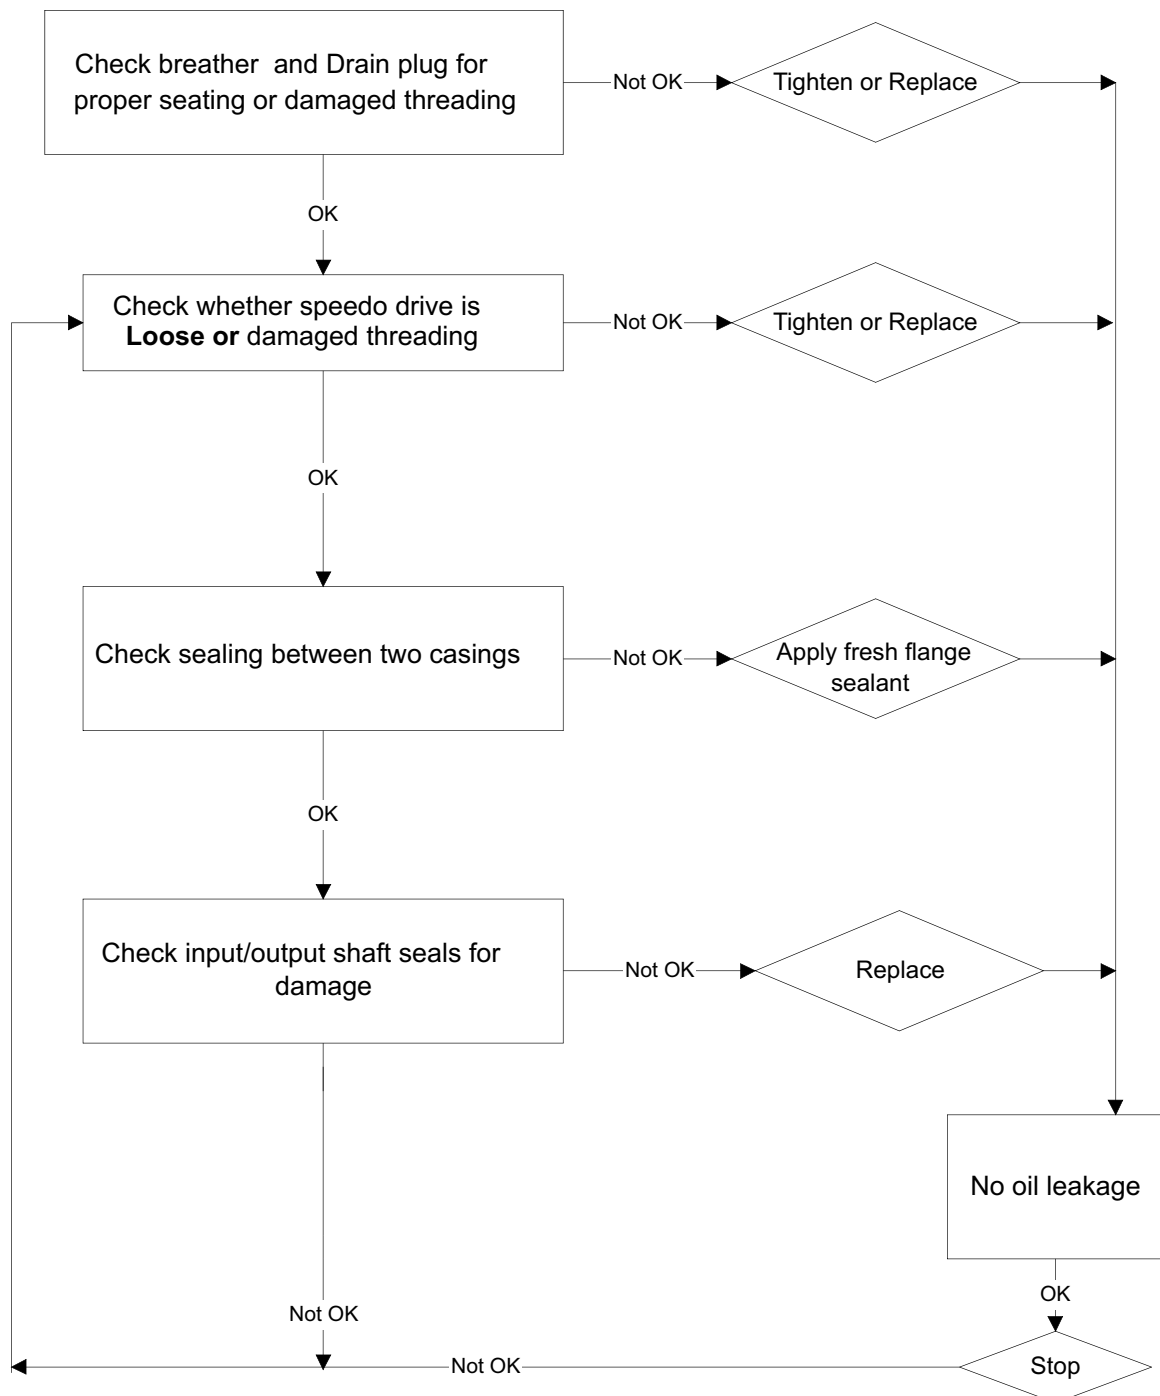 Check breather and Drain plug for
proper seating or damaged threading
Not OK
Tighten or Replace
OK
Check whether speedo drive is
Loose or damaged threading
Not OK
Tighten or Replace
OK
Check sealing between two casings
Not OK
Apply fresh flange
sealant
OK
Check input/output shaft seals for
damage
Not OK
Replace
No oil leakage
OK
Not OK
Not OK
Stop